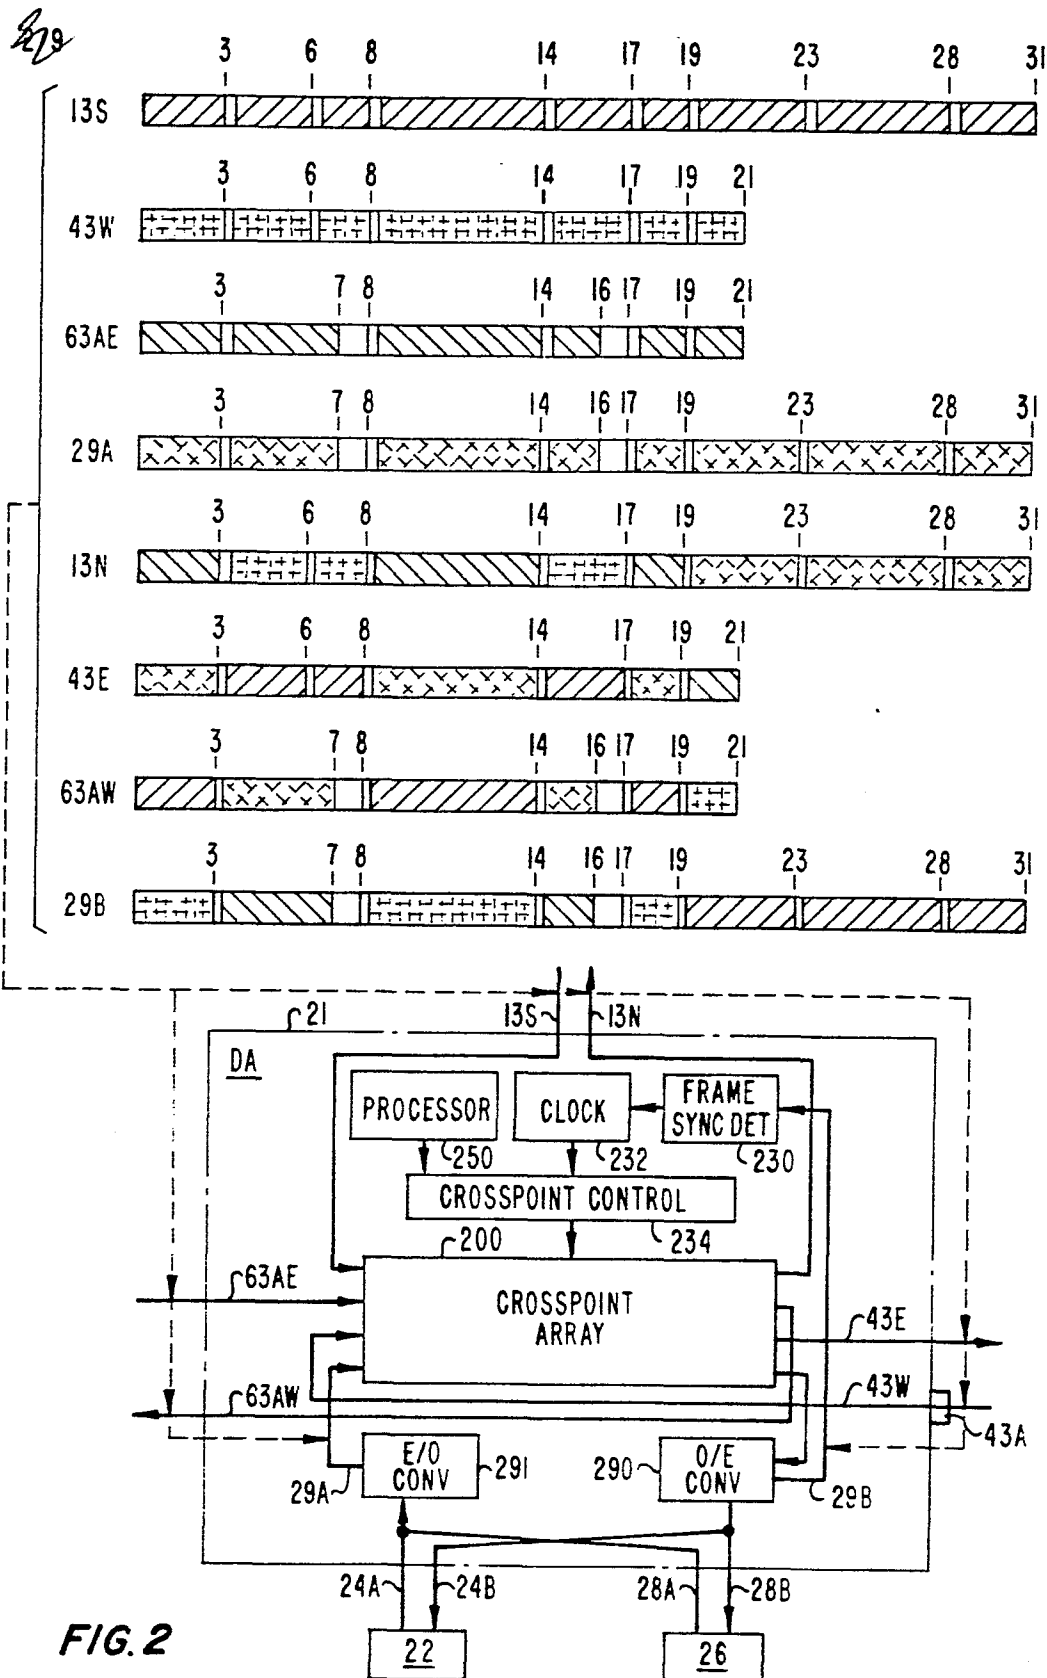 2/9
3 6 8 14 17 19 23 28 31
13S
3 6 8 14 17 19 21
43W
3 7 8 14 16 17 19 21
63AE
3 7 8 14 16 17 19 23 28 31
29A
3 6 8 14 17 19 23 28 31
13N
3 6 8 14 17 19 21
43E
3 7 8 14 16 17 19 21
63AW
3 7 8 14 16 17 19 23 28 31
29B
13S 13N
21
DA
PROCESSOR
CLOCK
FRAME
SYNC DET
250 232 230
CROSSPOINT CONTROL
200 234
63AE
CROSSPOINT
ARRAY
43E
63AW 43W
43A
E/O
CONV
291
290
O/E
CONV
29A 29B
24A 24B 28A 28B
FIG. 2
22 26